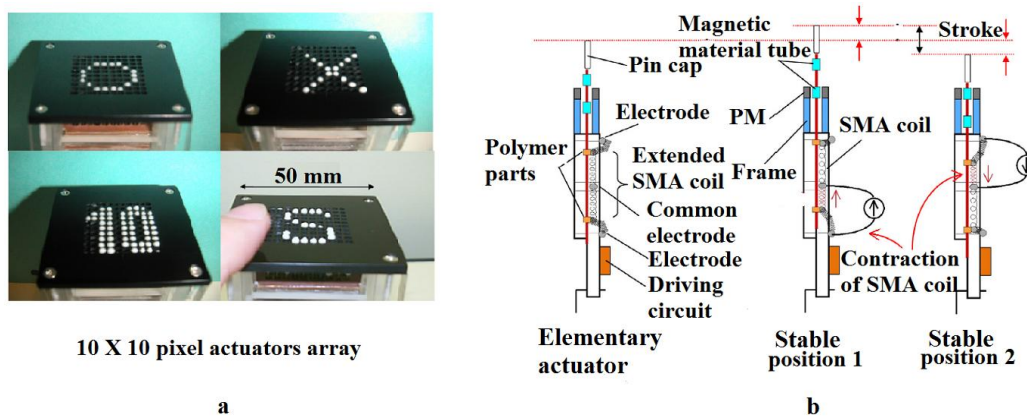 50 mm
10 X 10 pixel actuators array
a
Magnetic
material tube
Stroke
Pin cap
Electrode
PM
SMA coil
Polymer
parts
Extended
SMA coil
Frame
Common
electrode
Electrode
Driving
circuit
Contraction
of SMA coil
Elementary
actuator
Stable
position 1
Stable
position 2
b